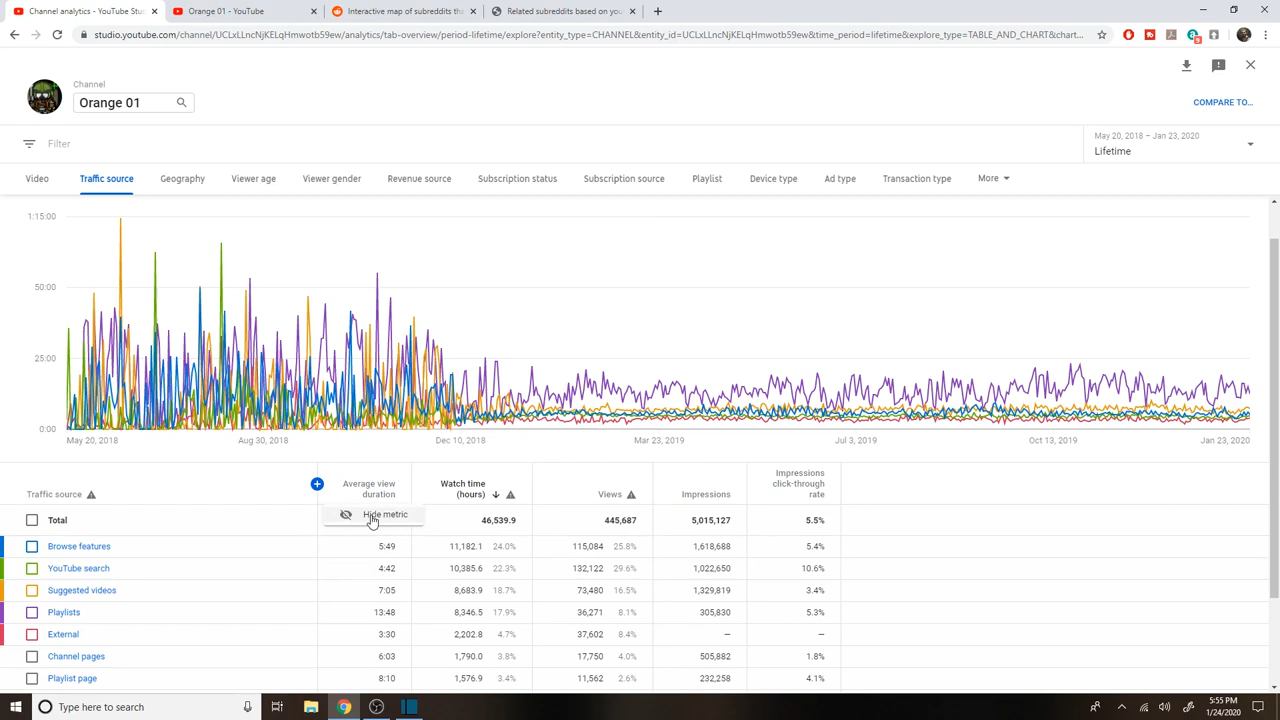 Channel analytics - YouTube Stu
Orange 01 - YouTube
Interactive map of subreddits tha
Related subreddits based on you
studio.youtube.com/channel/UCLxLLncNjKELqHmwotb59ew/analytics/tab-overview/period-lifetime/explore?entity_type=CHANNEL&entity_id=UCLxLLncNjKELqHmwotb59ew&time_period=lifetime&explore_type=TABLE_AND_CHART&chart...
Channel
Orange 01
COMPARE TO...
Filter
May 20, 2018 – Jan 23, 2020
Lifetime
Video Traffic source Geography Viewer age Viewer gender Revenue source Subscription status Subscription source Playlist Device type Ad type Transaction type More
1:15:00
50:00
25:00
0:00
May 20, 2018 Aug 30, 2018 Dec 10, 2018 Mar 23, 2019 Jul 3, 2019 Oct 13, 2019 Jan 23, 2020
Traffic source
Average view duration
Watch time (hours)
Views
Impressions
Impressions click-through rate
Hide metric
Total 46,539.9 445,687 5,015,127 5.5%
Browse features 5:49 11,182.1 24.0% 115,084 25.8% 1,618,688 5.4%
YouTube search 4:42 10,385.6 22.3% 132,122 29.6% 1,022,650 10.6%
Suggested videos 7:05 8,683.9 18.7% 73,480 16.5% 1,329,819 3.4%
Playlists 13:48 8,346.5 17.9% 36,271 8.1% 305,830 5.3%
External 3:30 2,202.8 4.7% 37,602 8.4% — —
Channel pages 6:03 1,790.0 3.8% 17,750 4.0% 505,882 1.8%
Playlist page 8:10 1,576.9 3.4% 11,562 2.6% 232,258 4.1%
Type here to search
5:55 PM
1/24/2020